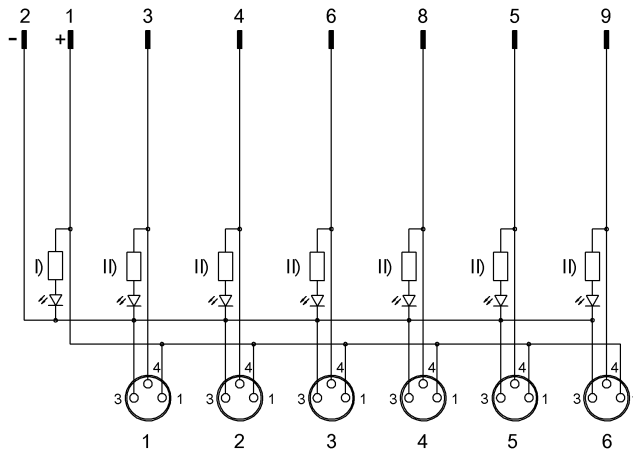 2 1 3 4 6 8 5 9
- +
I) II) II) II) II) II) II)
4 4 4 4 4 4
3 1 3 1 3 1 3 1 3 1 3 1
1 2 3 4 5 6